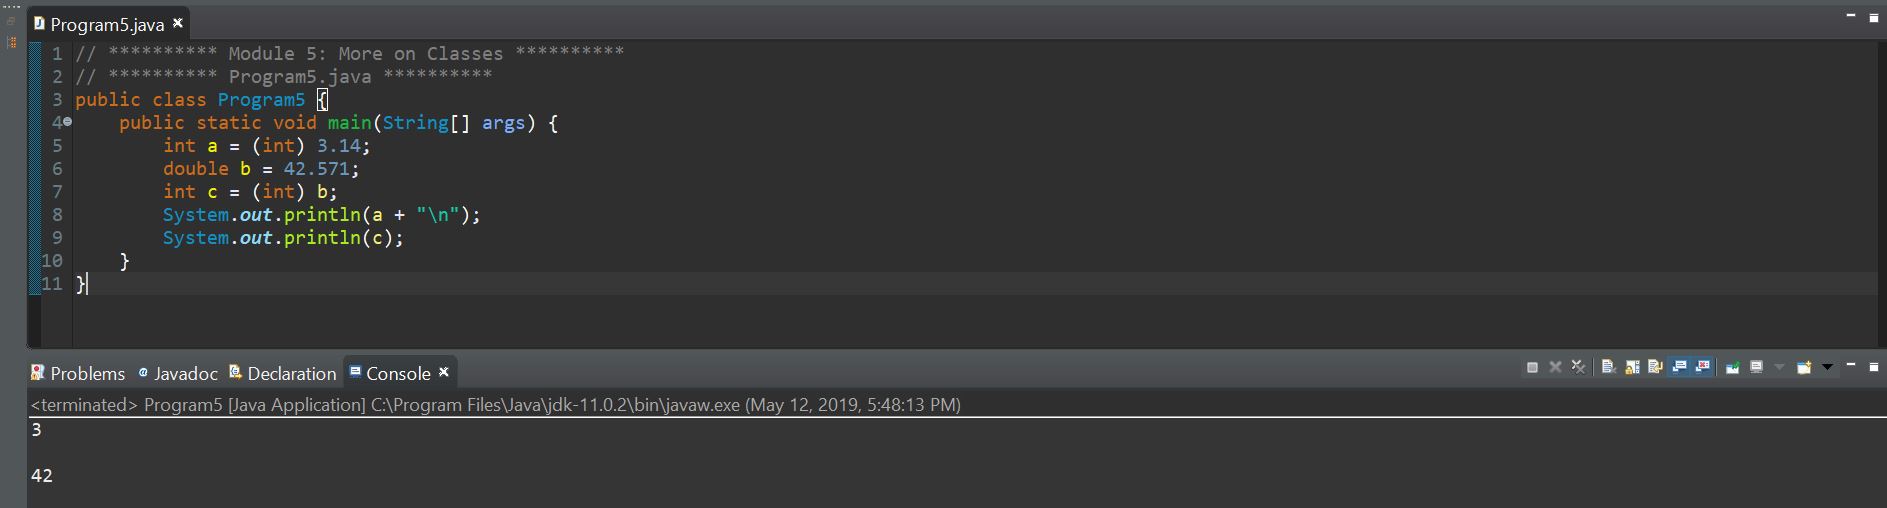 Program5.java
1 // ********** Module 5: More on Classes **********
2 // ********** Program5.java **********
3 public class Program5 {
4     public static void main(String[] args) {
5         int a = (int) 3.14;
6         double b = 42.571;
7         int c = (int) b;
8         System.out.println(a + "\n");
9         System.out.println(c);
10     }
11 }
Problems Javadoc Declaration Console
<terminated> Program5 [Java Application] C:\Program Files\Java\jdk-11.0.2\bin\javaw.exe (May 12, 2019, 5:48:13 PM)
3
42